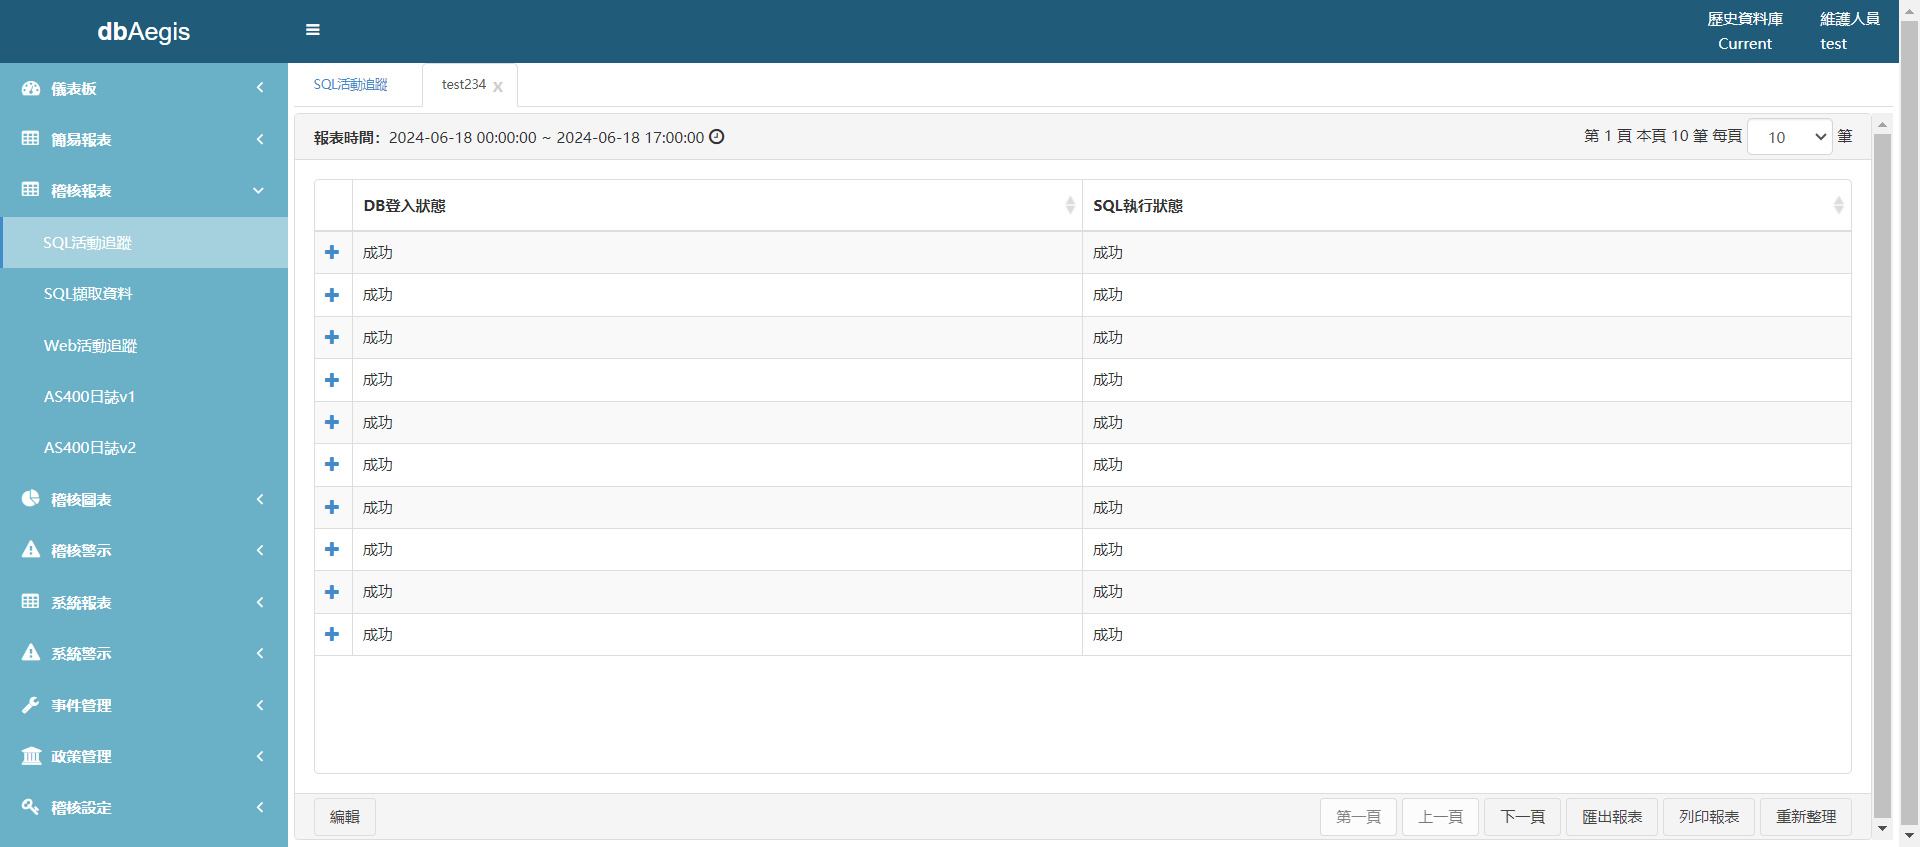 dbAegis
歷史資料庫
Current
維護人員
test
儀表板
簡易報表
稽核報表
SQL活動追蹤
SQL擷取資料
Web活動追蹤
AS400日誌v1
AS400日誌v2
稽核圖表
稽核警示
系統報表
系統警示
事件管理
政策管理
稽核設定
SQL活動追蹤
test234 x
報表時間: 2024-06-18 00:00:00 ~ 2024-06-18 17:00:00
第 1 頁 本頁 10 筆 每頁 10 筆
DB登入狀態 SQL執行狀態
成功 成功
成功 成功
成功 成功
成功 成功
成功 成功
成功 成功
成功 成功
成功 成功
成功 成功
成功 成功
編輯 第一頁 上一頁 下一頁 匯出報表 列印報表 重新整理